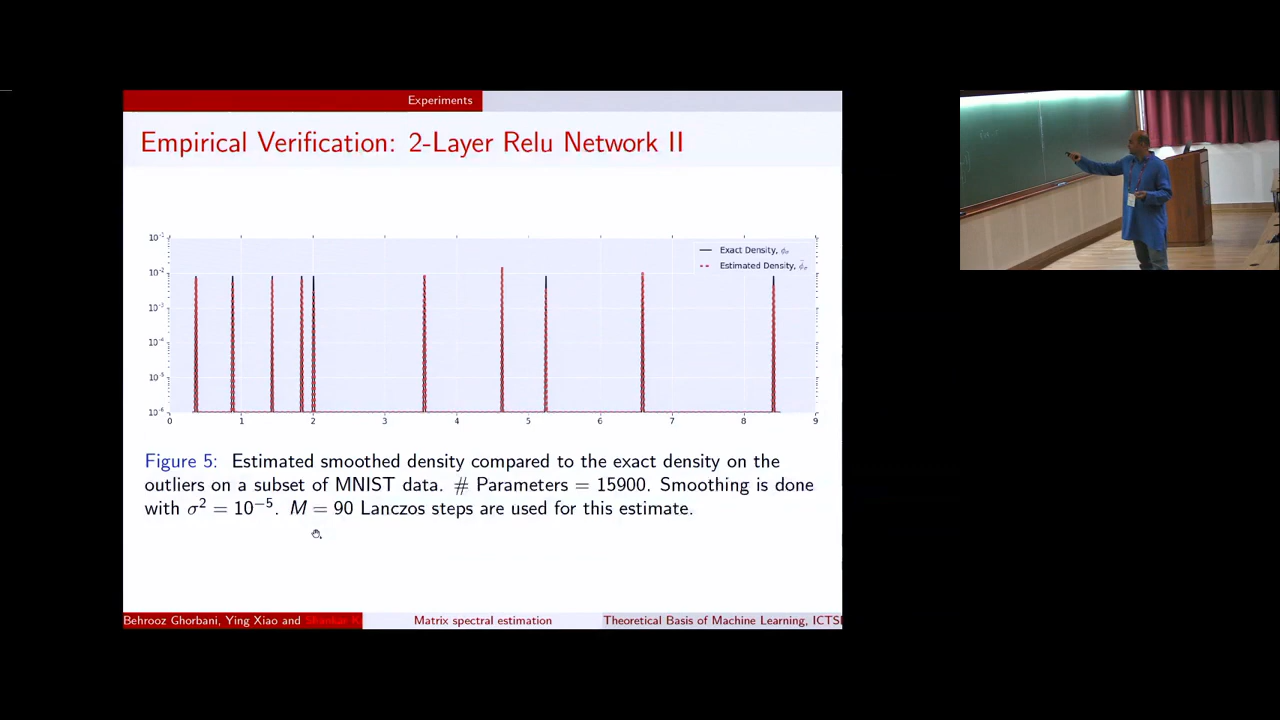 Experiments
Empirical Verification: 2-Layer Relu Network II
10⁻¹
10⁻²
10⁻³
10⁻⁴
10⁻⁵
10⁻⁶
0 1 2 3 4 5 6 7 8 9
Exact Density, ϕσ
Estimated Density, ϕ̂σ
Figure 5: Estimated smoothed density compared to the exact density on the
outliers on a subset of MNIST data. # Parameters = 15900. Smoothing is done
with σ² = 10⁻⁵. M = 90 Lanczos steps are used for this estimate.
Behrooz Ghorbani, Ying Xiao and Shankar K
Matrix spectral estimation
Theoretical Basis of Machine Learning, ICTS